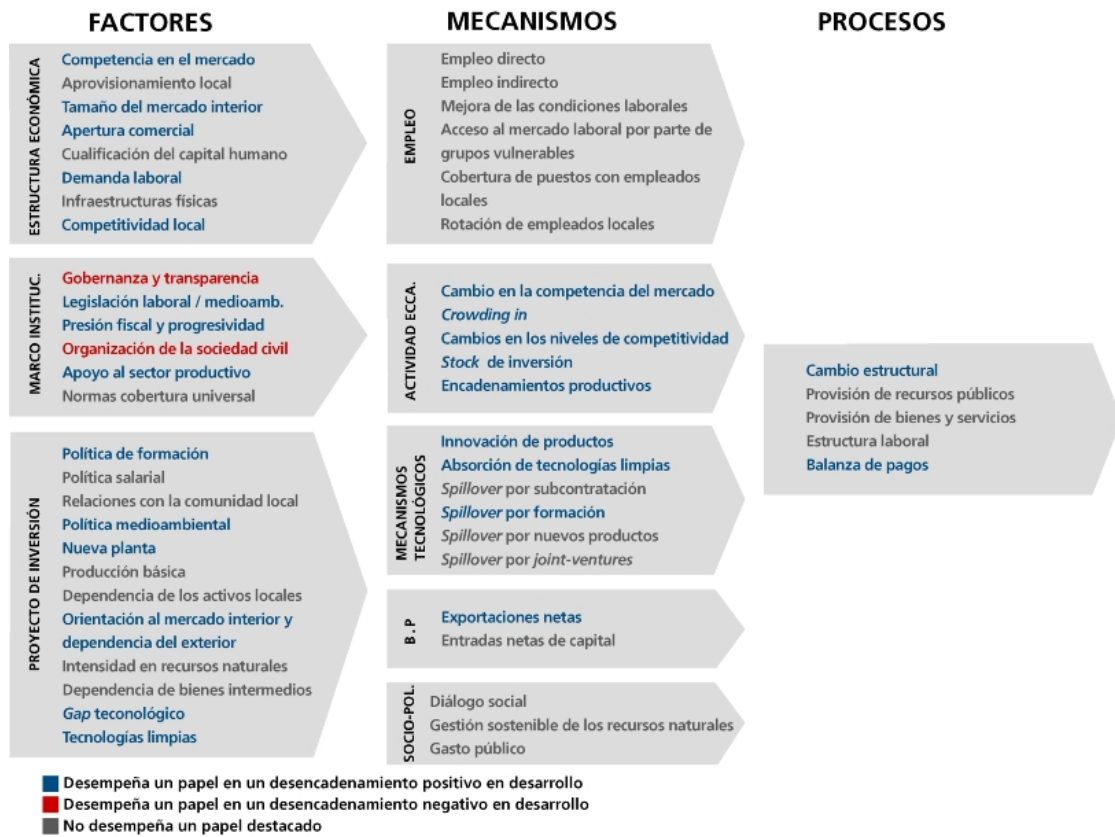 FACTORES
ESTRUCTURA ECONÓMICA
Competencia en el mercado
Aprovisionamiento local
Tamaño del mercado interior
Apertura comercial
Cualificación del capital humano
Demanda laboral
Infraestructuras físicas
Competitividad local
MARCO INSTITUC.
Gobernanza y transparencia
Legislación laboral / medioamb.
Presión fiscal y progresividad
Organización de la sociedad civil
Apoyo al sector productivo
Normas cobertura universal
PROYECTO DE INVERSIÓN
Política de formación
Política salarial
Relaciones con la comunidad local
Política medioambiental
Nueva planta
Producción básica
Dependencia de los activos locales
Orientación al mercado interior y
dependencia del exterior
Intensidad en recursos naturales
Dependencia de bienes intermedios
Gap teconológico
Tecnologías limpias
MECANISMOS
EMPLEO
Empleo directo
Empleo indirecto
Mejora de las condiciones laborales
Acceso al mercado laboral por parte de
grupos vulnerables
Cobertura de puestos con empleados
locales
Rotación de empleados locales
ACTIVIDAD ECCA.
Cambio en la competencia del mercado
Crowding in
Cambios en los niveles de competitividad
Stock de inversión
Encadenamientos productivos
MECANISMOS
TECNOLÓGICOS
Innovación de productos
Absorción de tecnologías limpias
Spillover por subcontratación
Spillover por formación
Spillover por nuevos productos
Spillover por joint-ventures
B.P
Exportaciones netas
Entradas netas de capital
SOCIO-POL.
Diálogo social
Gestión sostenible de los recursos naturales
Gasto público
PROCESOS
Cambio estructural
Provisión de recursos públicos
Provisión de bienes y servicios
Estructura laboral
Balanza de pagos
Desempeña un papel en un desencadenamiento positivo en desarrollo
Desempeña un papel en un desencadenamiento negativo en desarrollo
No desempeña un papel destacado